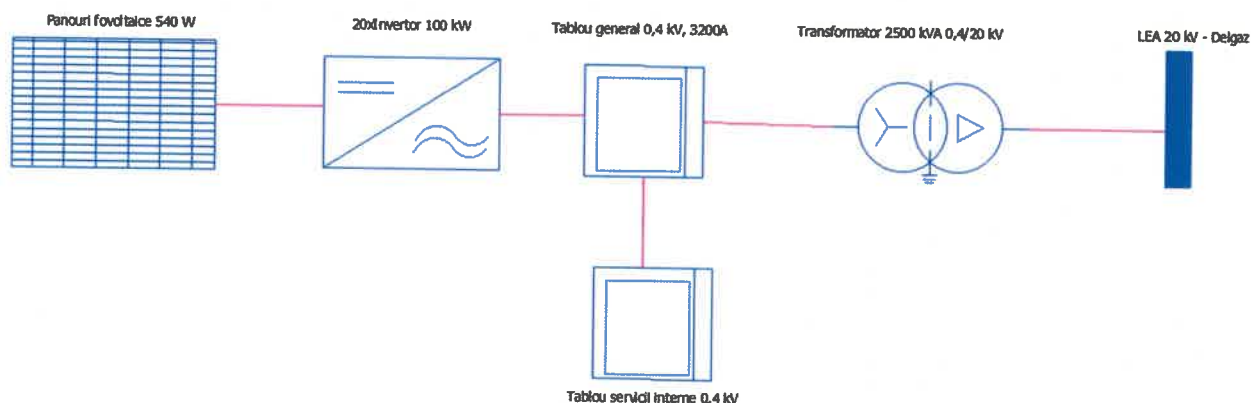 Panouri fovoltaice 540 W
20xInvertor 100 kW
Tablou general 0,4 kV, 3200A
Transformator 2500 kVA 0,4/20 kV
LEA 20 kV - Delgaz
Tablou servicii interne 0.4 kV